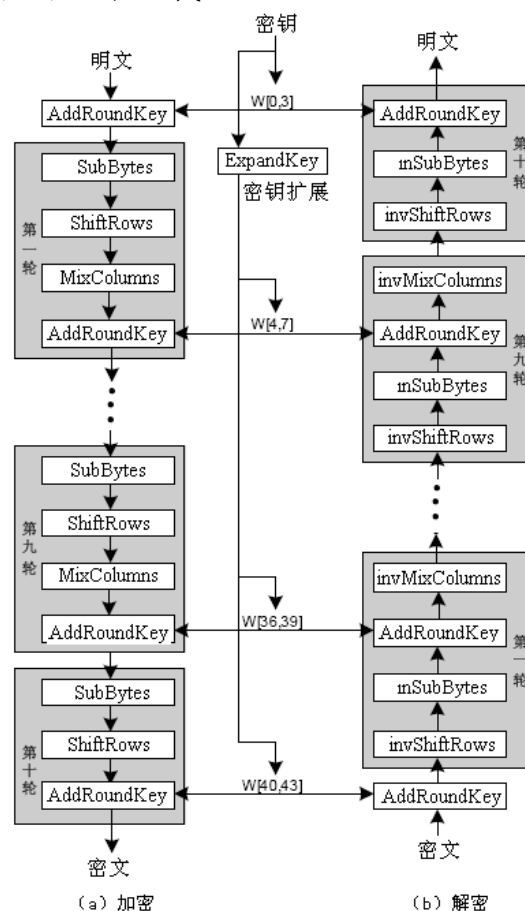 密钥
明文
AddRoundKey
SubBytes
ShiftRows
MixColumns
AddRoundKey
第一轮
SubBytes
ShiftRows
MixColumns
AddRoundKey
第九轮
SubBytes
ShiftRows
AddRoundKey
第十轮
密文
(a) 加密
W[0,3]
ExpandKey
密钥扩展
W[4,7]
W[36,39]
W[40,43]
明文
AddRoundKey
inSubBytes
invShiftRows
第十轮
invMixColumns
AddRoundKey
inSubBytes
invShiftRows
第九轮
invMixColumns
AddRoundKey
inSubBytes
invShiftRows
第一轮
AddRoundKey
密文
(b) 解密